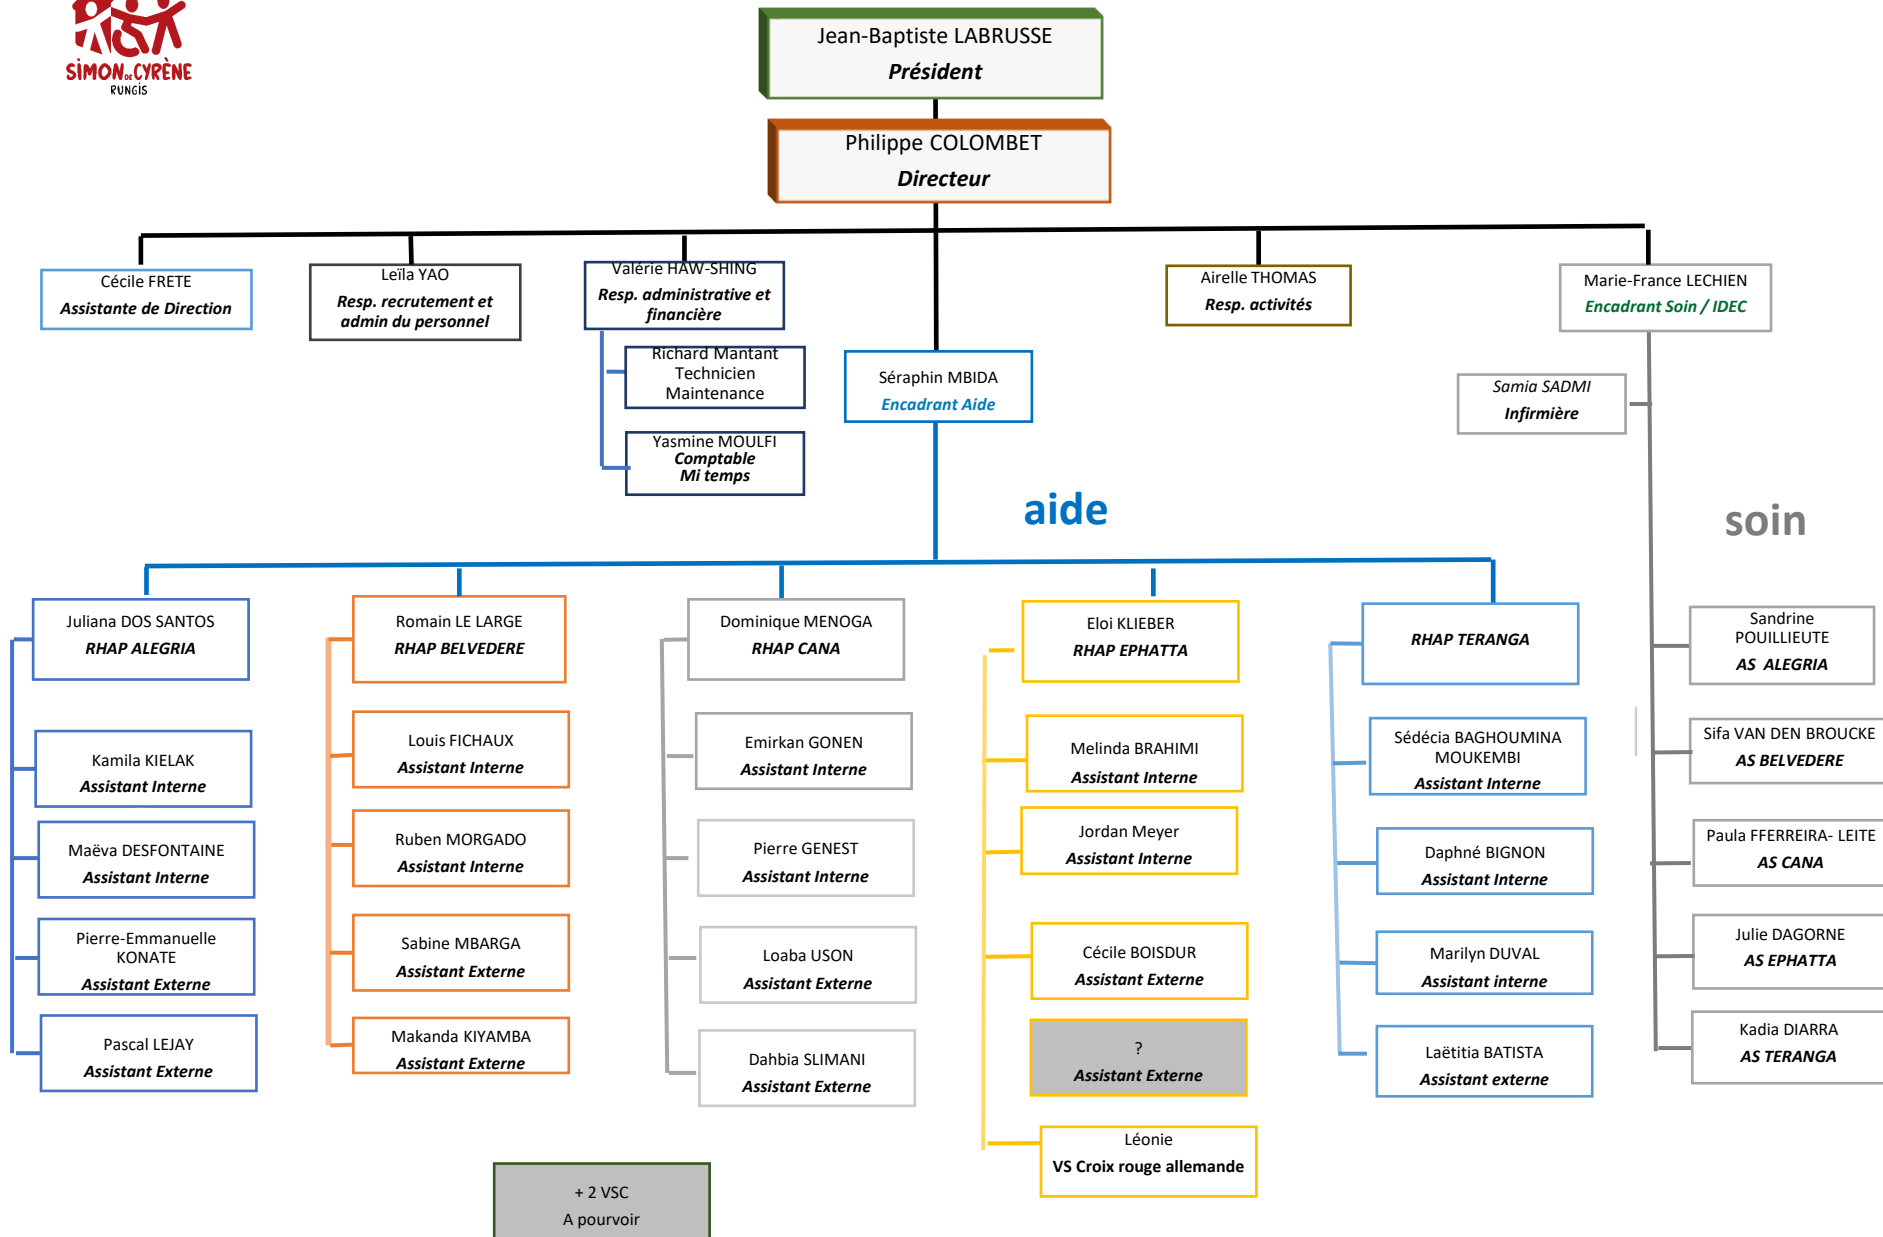 SIMON DE CYRÈNE
RUNGIS
Jean-Baptiste LABRUSSE
Président
Philippe COLOMBET
Directeur
Cécile FRETE
Assistante de Direction
Leïla YAO
Resp. recrutement et
admin du personnel
Valérie HAW-SHING
Resp. administrative et
financière
Airelle THOMAS
Resp. activités
Marie-France LECHIEN
Encadrant Soin / IDEC
Richard Mantant
Technicien
Maintenance
Séraphin MBIDA
Encadrant Aide
Samia SADMI
Infirmière
Yasmine MOULFI
Comptable
Mi temps
aide
soin
Juliana DOS SANTOS
RHAP ALEGRIA
Kamila KIELAK
Assistant Interne
Maëva DESFONTAINE
Assistant Interne
Pierre-Emmanuelle
KONATE
Assistant Externe
Pascal LEJAY
Assistant Externe
Romain LE LARGE
RHAP BELVEDERE
Louis FICHAUX
Assistant Interne
Ruben MORGADO
Assistant Interne
Sabine MBARGA
Assistant Externe
Makanda KIYAMBA
Assistant Externe
Dominique MENOGA
RHAP CANA
Emirkan GONEN
Assistant Interne
Pierre GENEST
Assistant Interne
Loaba USON
Assistant Externe
Dahbia SLIMANI
Assistant Externe
Eloi KLIEBER
RHAP EPHATTA
Melinda BRAHIMI
Assistant Interne
Jordan Meyer
Assistant Interne
Cécile BOISDUR
Assistant Externe
?
Assistant Externe
Léonie
VS Croix rouge allemande
RHAP TERANGA
Sédécia BAGHOUMINA
MOUKEMBI
Assistant Interne
Daphné BIGNON
Assistant Interne
Marilyn DUVAL
Assistant interne
Laëtitia BATISTA
Assistant externe
Sandrine
POUILLIEUTE
AS ALEGRIA
Sifa VAN DEN BROUCKE
AS BELVEDERE
Paula FFERREIRA- LEITE
AS CANA
Julie DAGORNE
AS EPHATTA
Kadia DIARRA
AS TERANGA
+ 2 VSC
A pourvoir